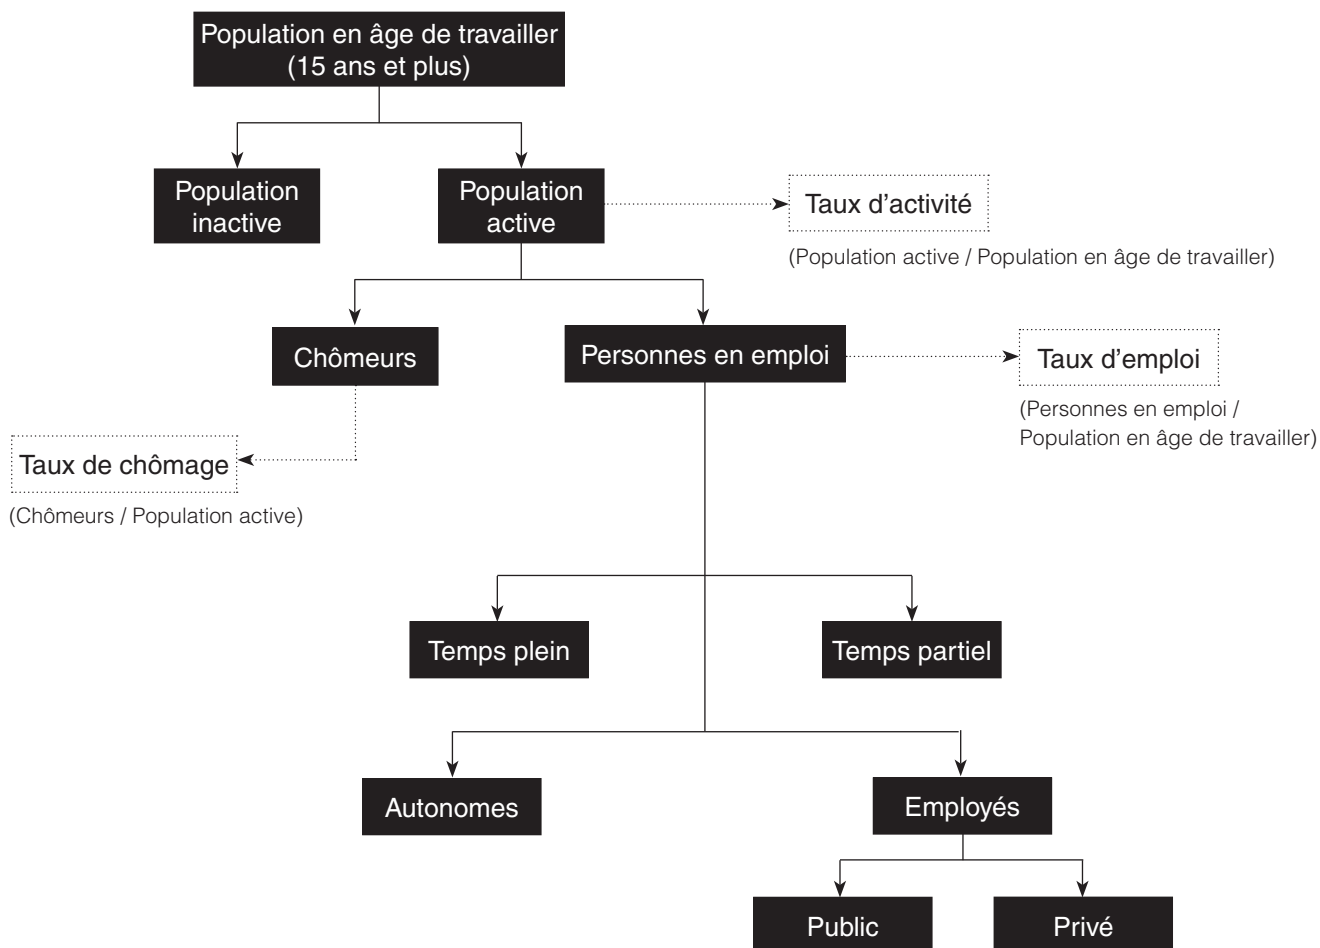 Population en âge de travailler
(15 ans et plus)
Population
inactive
Population
active
Taux d’activité
(Population active / Population en âge de travailler)
Chômeurs
Personnes en emploi
Taux d’emploi
(Personnes en emploi /
Population en âge de travailler)
Taux de chômage
(Chômeurs / Population active)
Temps plein
Temps partiel
Autonomes
Employés
Public
Privé